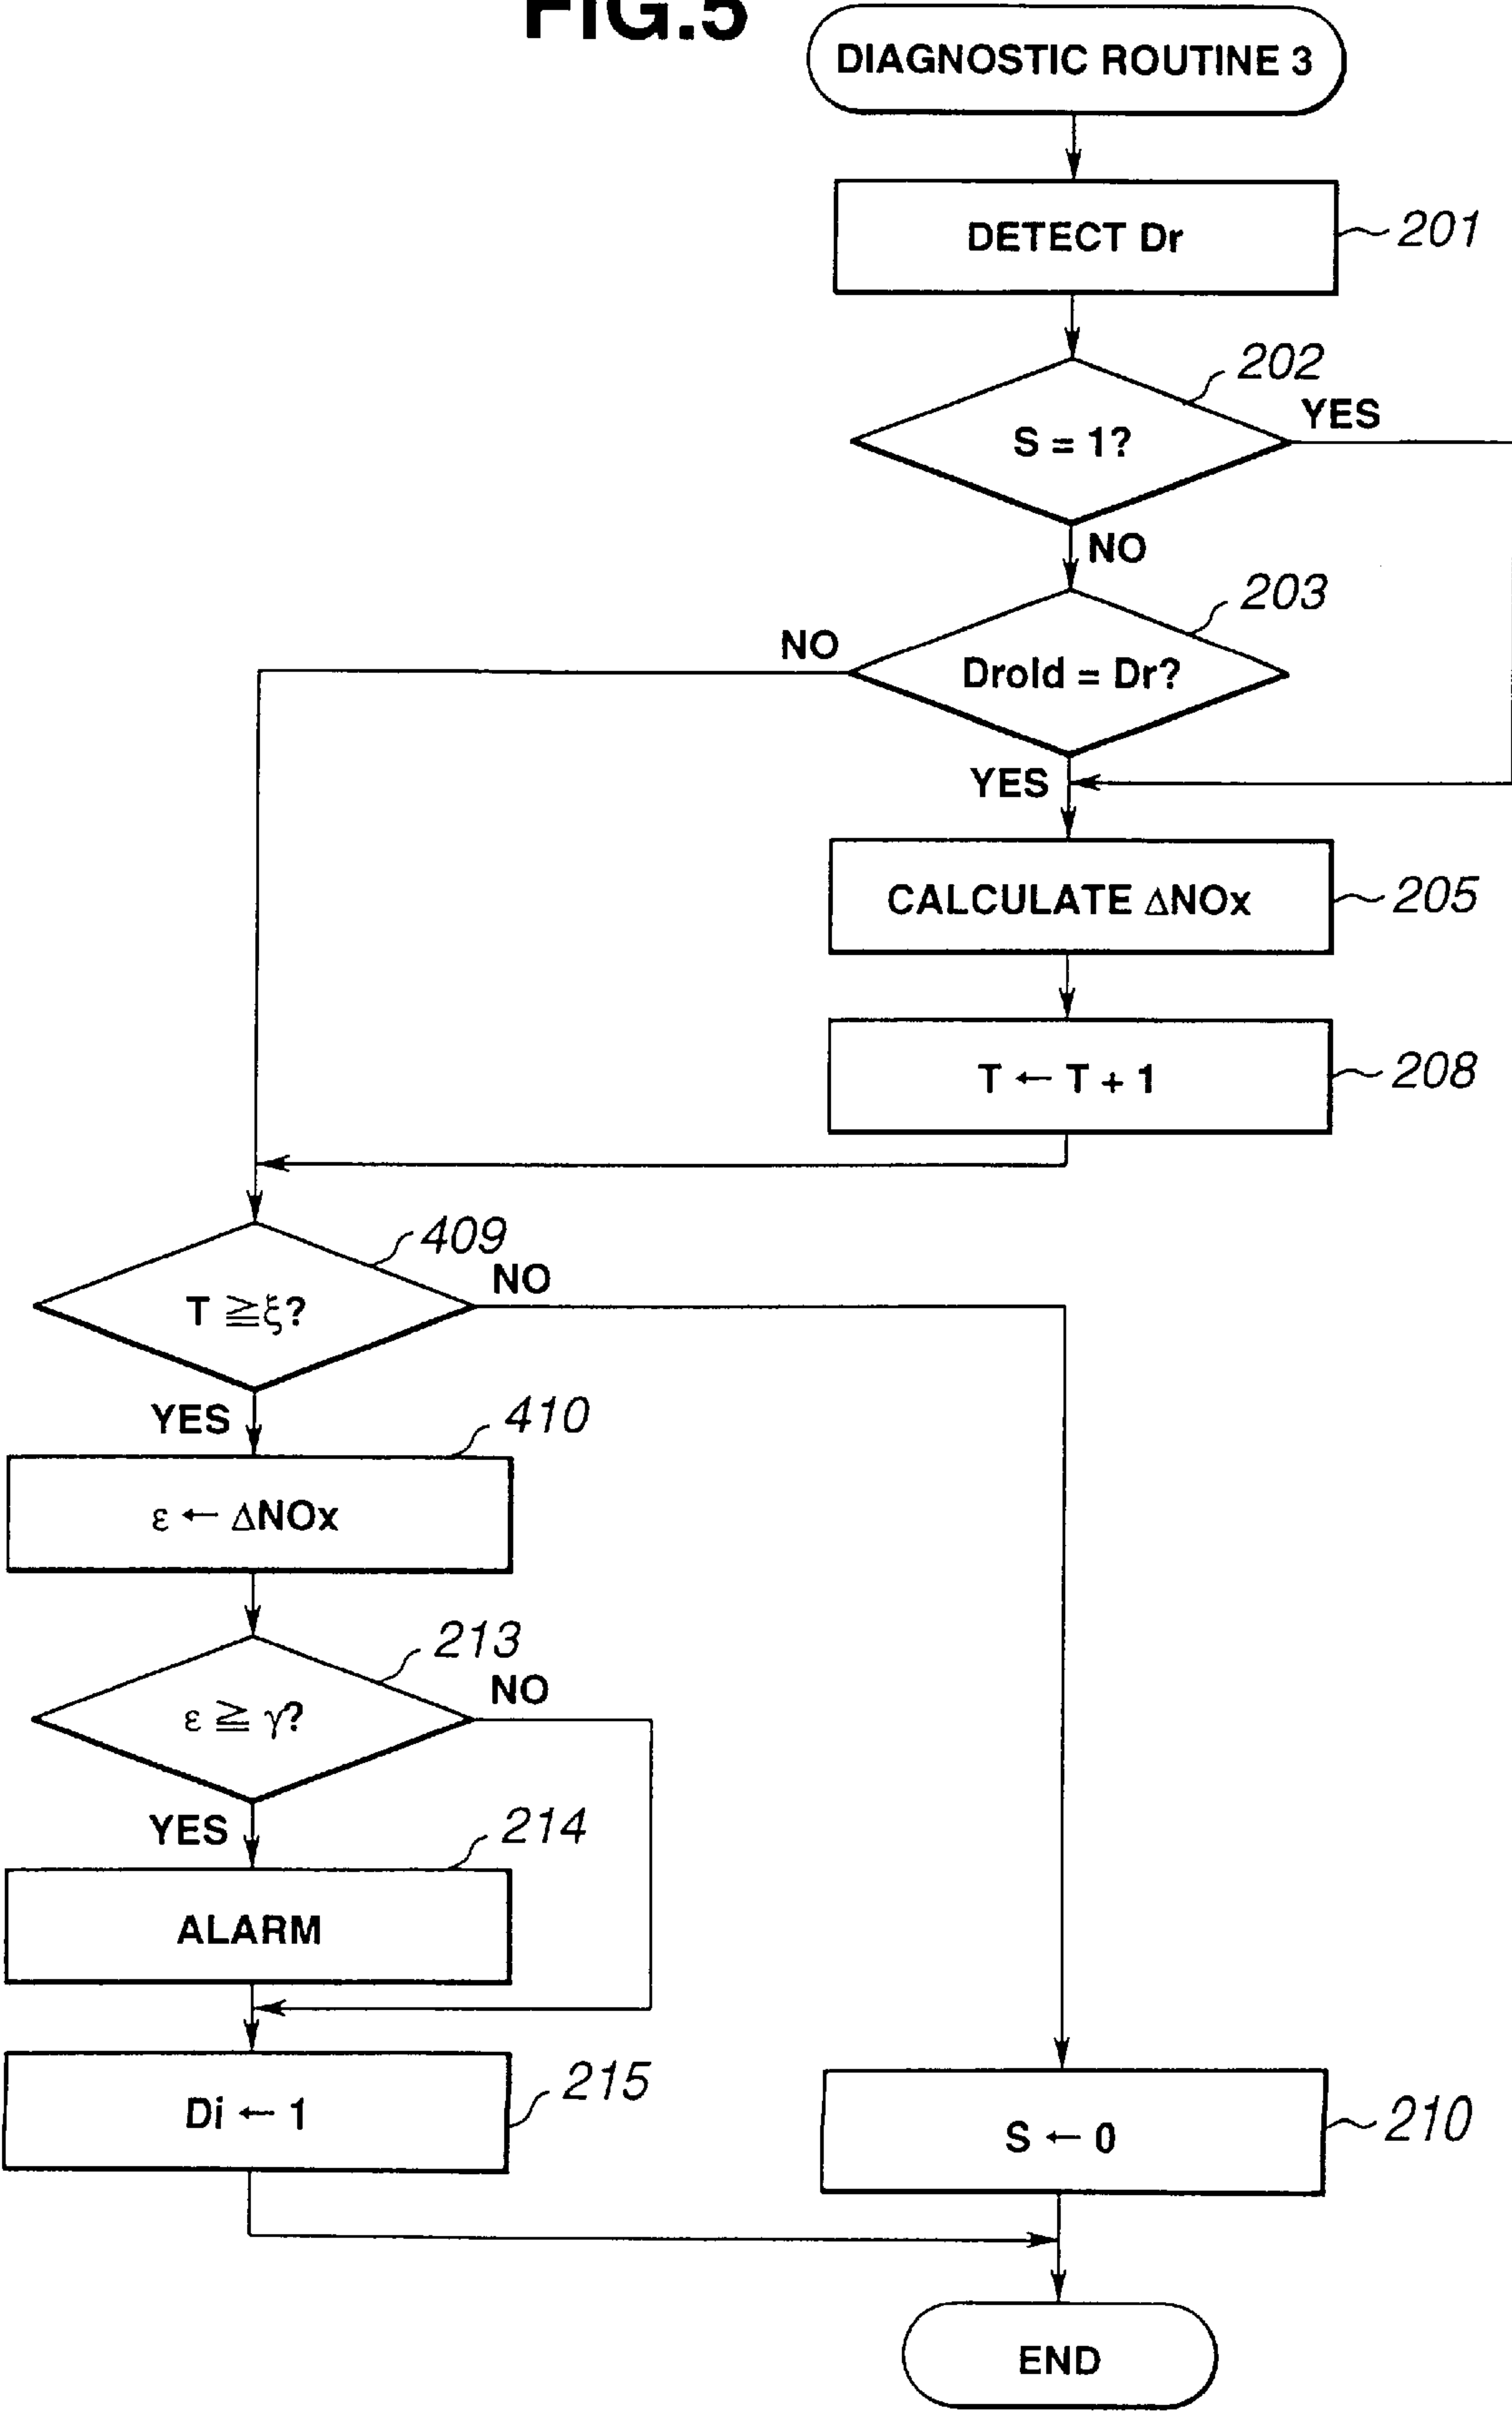 FIG.5
DIAGNOSTIC ROUTINE 3
DETECT Dr
201
202
S = 1?
YES
NO
203
Drold = Dr?
NO
YES
CALCULATE ΔNOx
205
T ← T + 1
208
409
T ≧ ξ?
NO
YES
410
ε ← ΔNOx
213
ε ≧ γ?
NO
YES
214
ALARM
Di ← 1
215
S ← 0
210
END